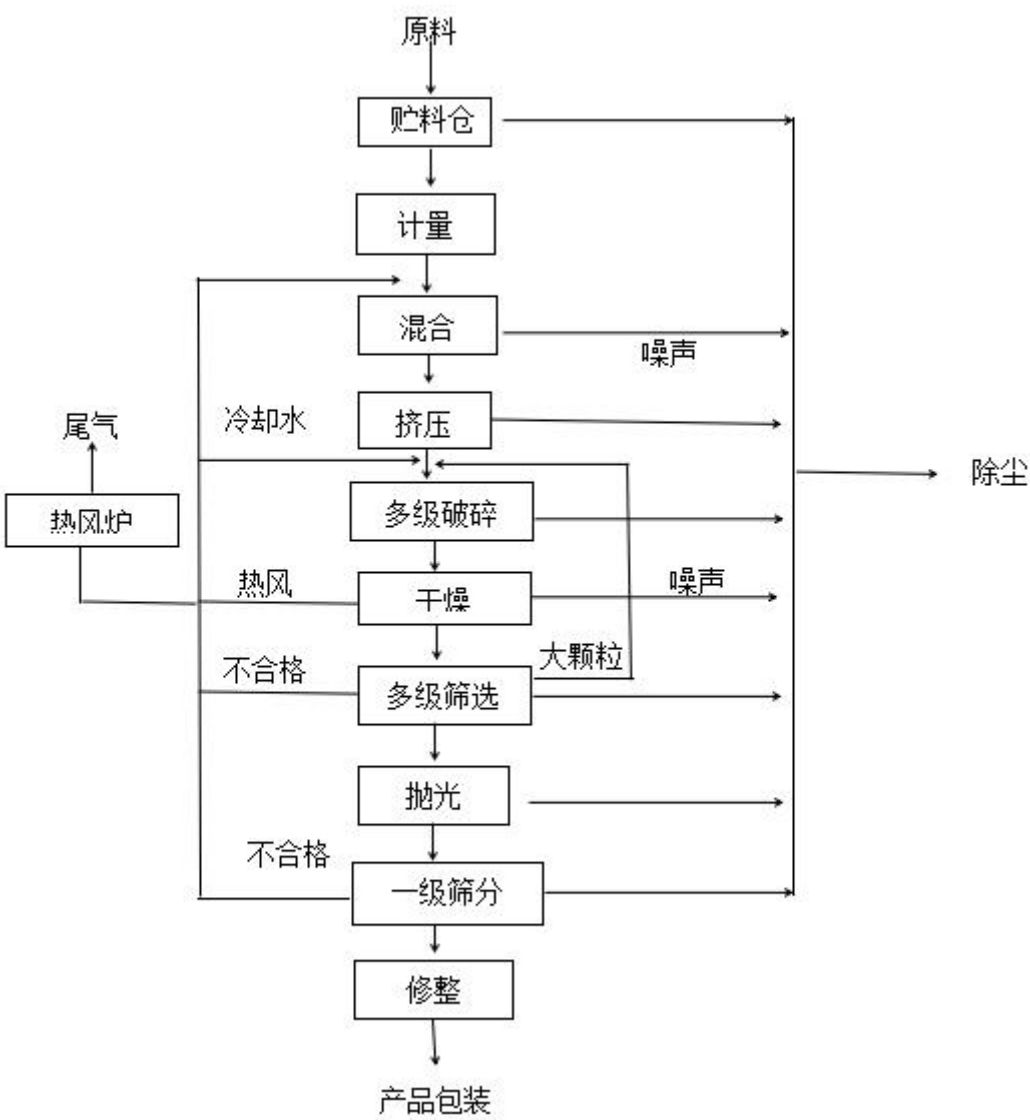 原料
贮料仓
计量
混合
噪声
冷却水
挤压
尾气
除尘
热风炉
多级破碎
热风
干燥
噪声
不合格
大颗粒
多级筛选
抛光
不合格
一级筛分
修整
产品包装